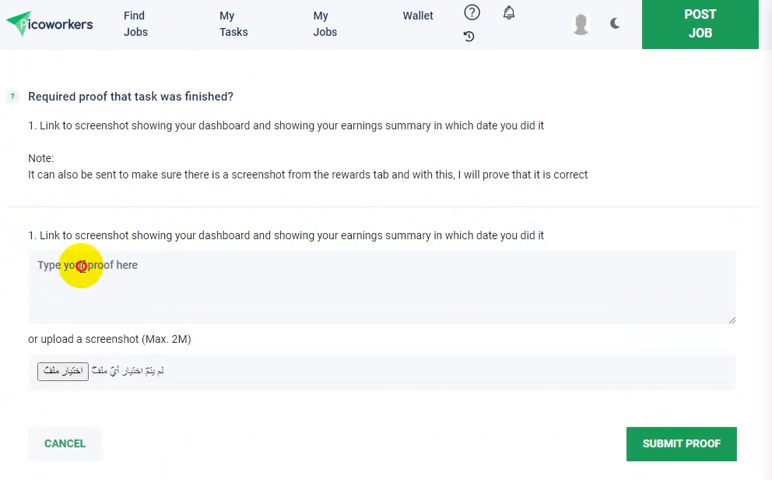 Picoworkers
Find Jobs
My Tasks
My Jobs
Wallet
POST JOB
? Required proof that task was finished?
1. Link to screenshot showing your dashboard and showing your earnings summary in which date you did it
Note:
It can also be sent to make sure there is a screenshot from the rewards tab and with this, I will prove that it is correct
1. Link to screenshot showing your dashboard and showing your earnings summary in which date you did it
Type your proof here
or upload a screenshot (Max. 2M)
اختيار ملف لم يتم اختيار أي ملف
CANCEL
SUBMIT PROOF